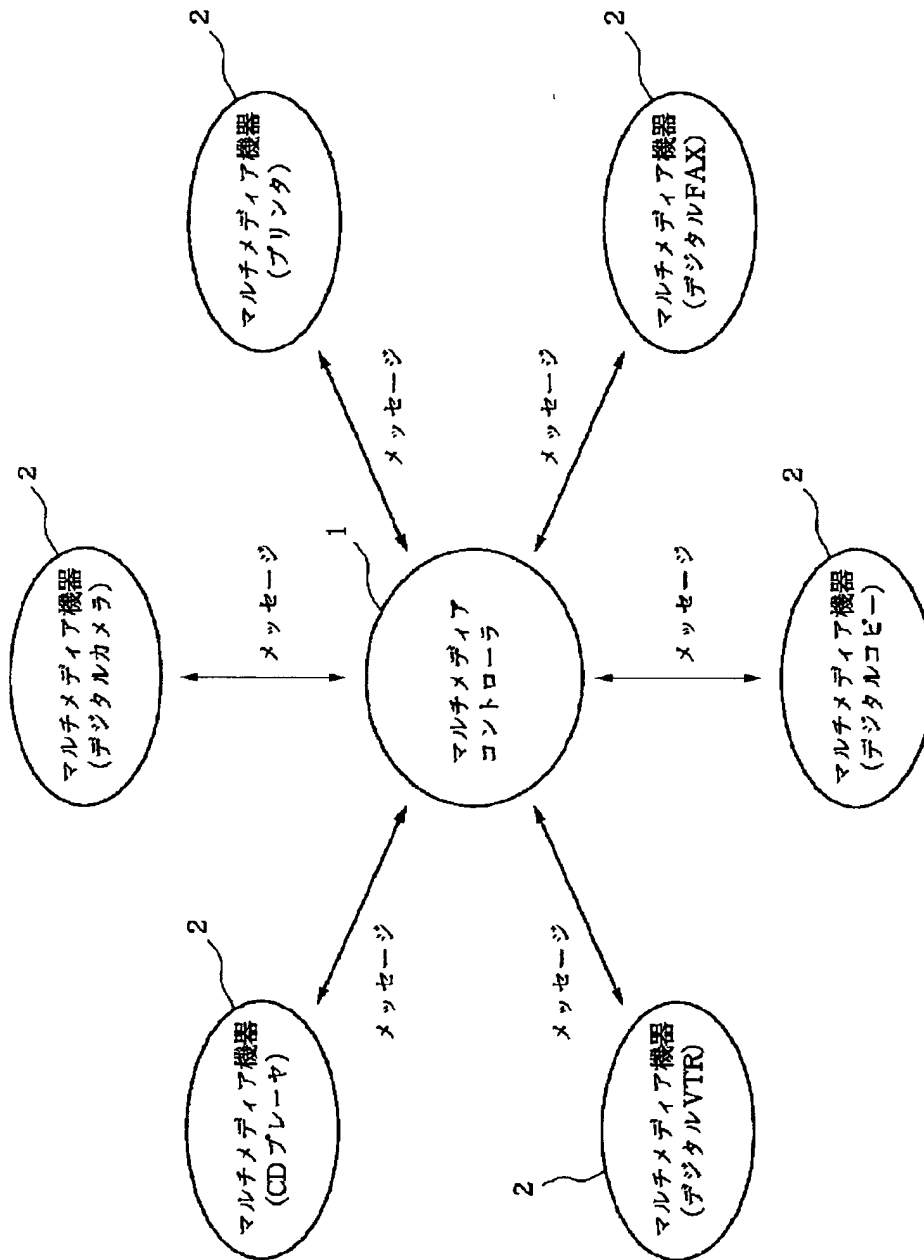 2
マルチメディア機器
(デジタルカメラ)
2
2
マルチメディア機器
(CDプレーヤ)
メッセージ
マルチメディア機器
(プリンタ)
メッセージ
メッセージ
1
マルチメディア
コントローラ
メッセージ
メッセージ
2
2
マルチメディア機器
(デジタルVTR)
メッセージ
マルチメディア機器
(デジタルFAX)
2
マルチメディア機器
(デジタルコピー)